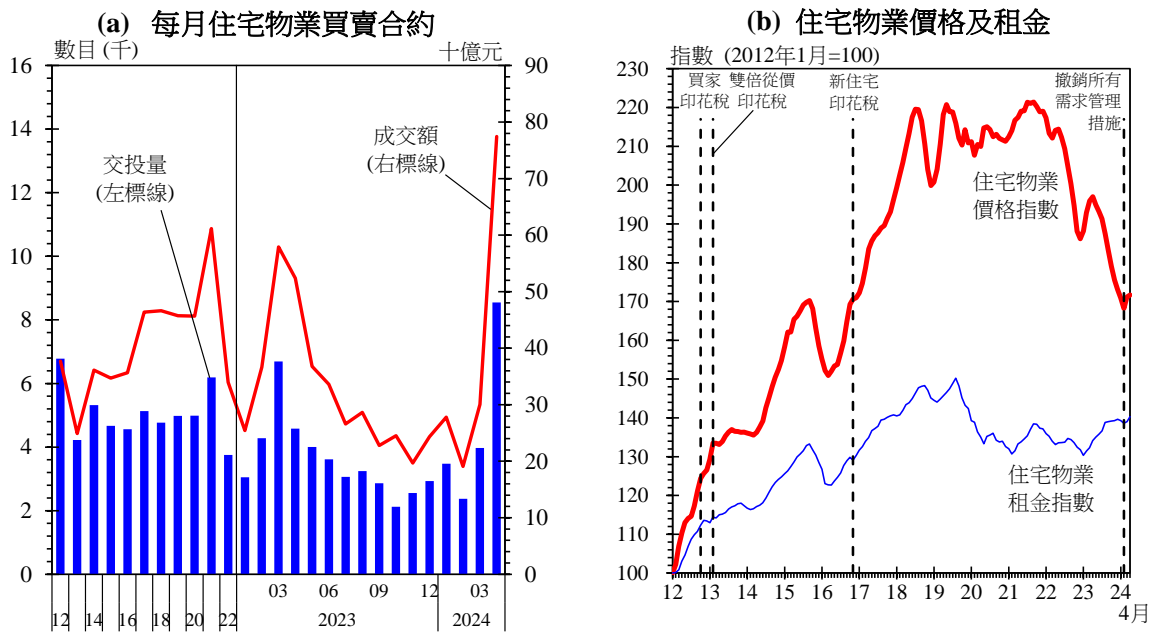 (a) 每月住宅物業買賣合約
數目 (千)
十億元
16
14
12
10
8
6
4
2
0
90
80
70
60
50
40
30
20
10
0
交投量
(左標線)
成交額
(右標線)
03 06 09 12 03
12 14 16 18 20 22 2023 2024
(b) 住宅物業價格及租金
指數 (2012年1月=100)
230
220
210
200
190
180
170
160
150
140
130
120
110
100
買家
印花稅
雙倍從價
印花稅
新住宅
印花稅
撤銷所有
需求管理
措施
住宅物業
價格指數
住宅物業
租金指數
12 13 14 15 16 17 18 19 20 21 22 23 24
4月